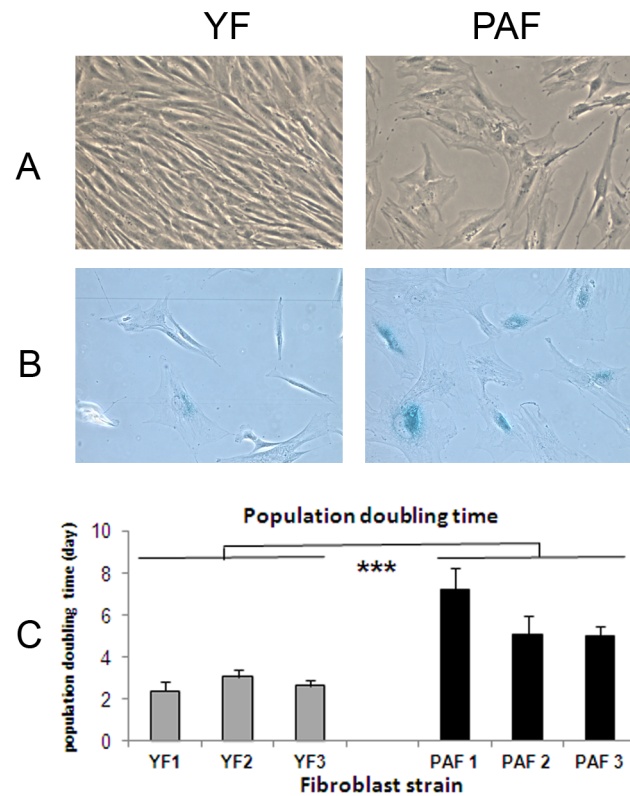 YF PAF
A
B
Population doubling time
population doubling time (day)
10
8
6
4
2
0
***
C
YF1 YF2 YF3 PAF 1 PAF 2 PAF 3
Fibroblast strain